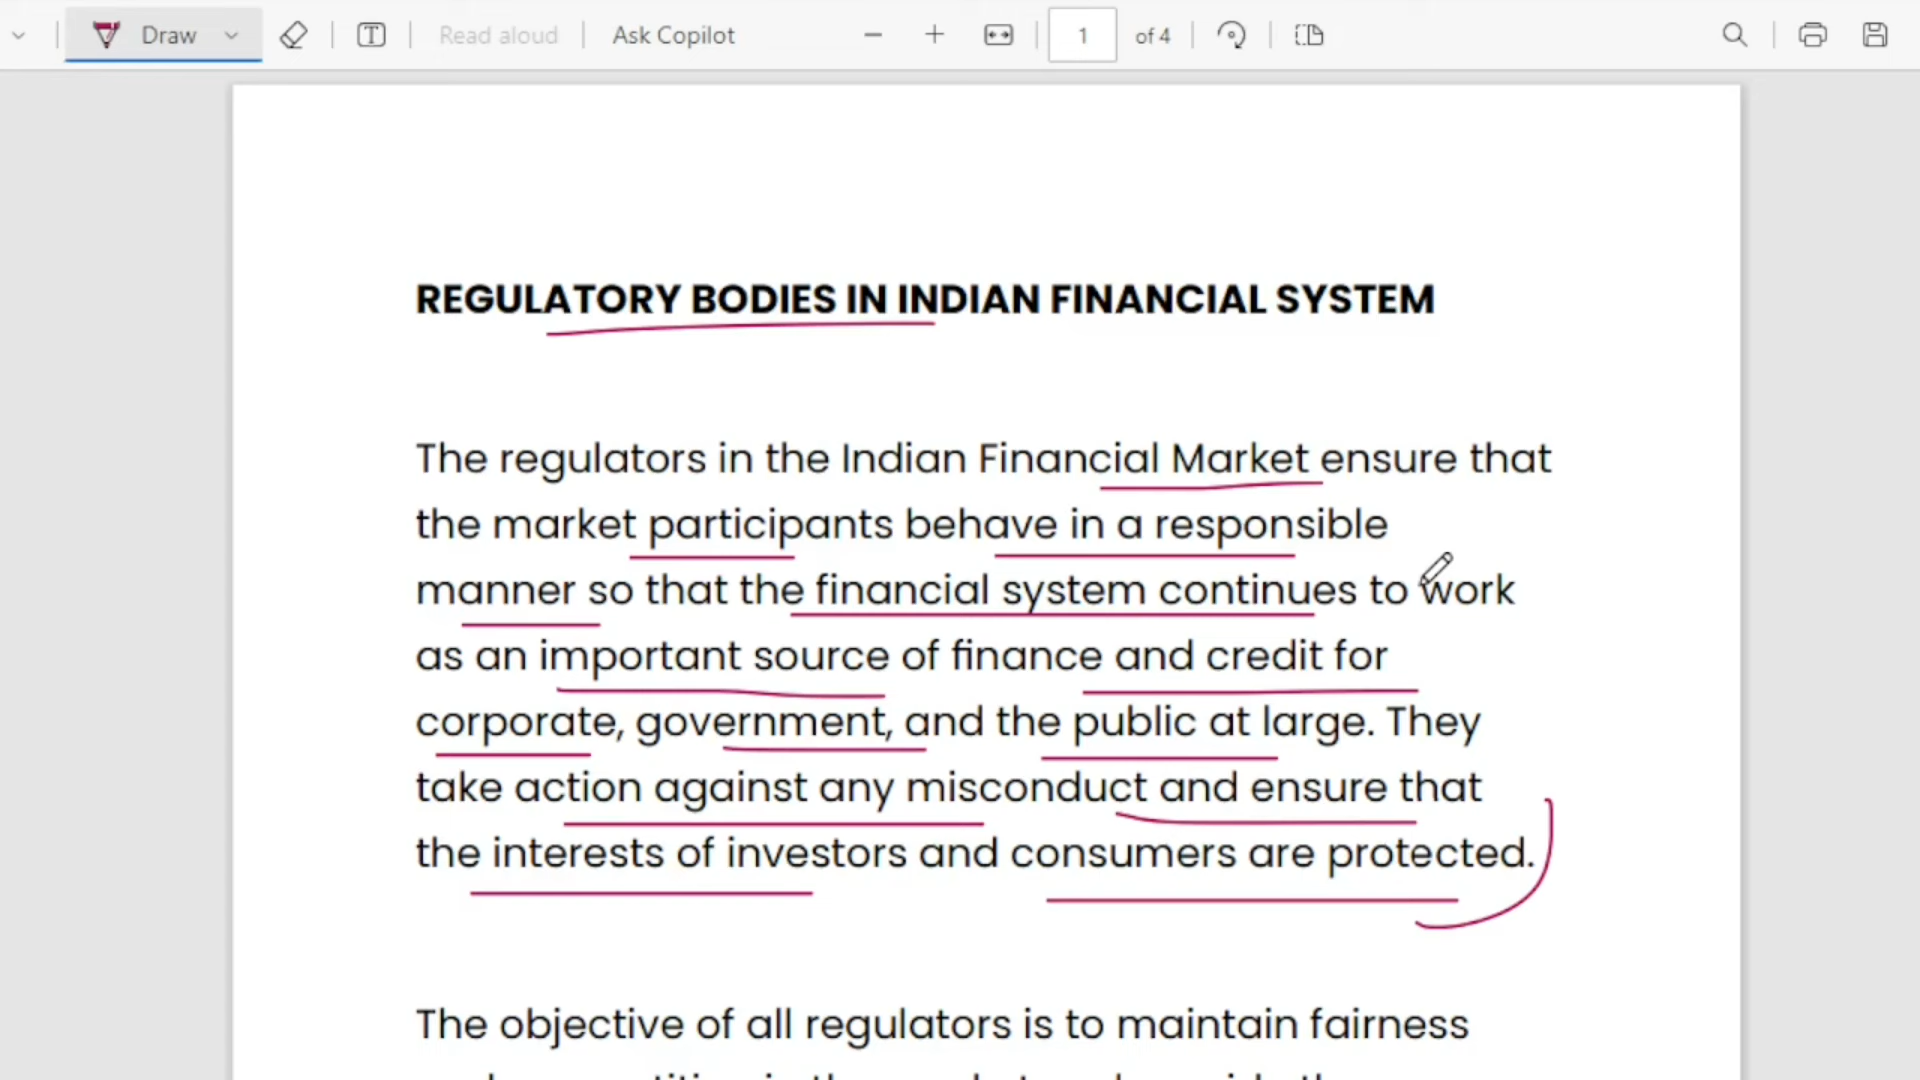 Draw Read aloud Ask Copilot 1 of 4
REGULATORY BODIES IN INDIAN FINANCIAL SYSTEM
The regulators in the Indian Financial Market ensure that
the market participants behave in a responsible
manner so that the financial system continues to work
as an important source of finance and credit for
corporate, government, and the public at large. They
take action against any misconduct and ensure that
the interests of investors and consumers are protected.
The objective of all regulators is to maintain fairness